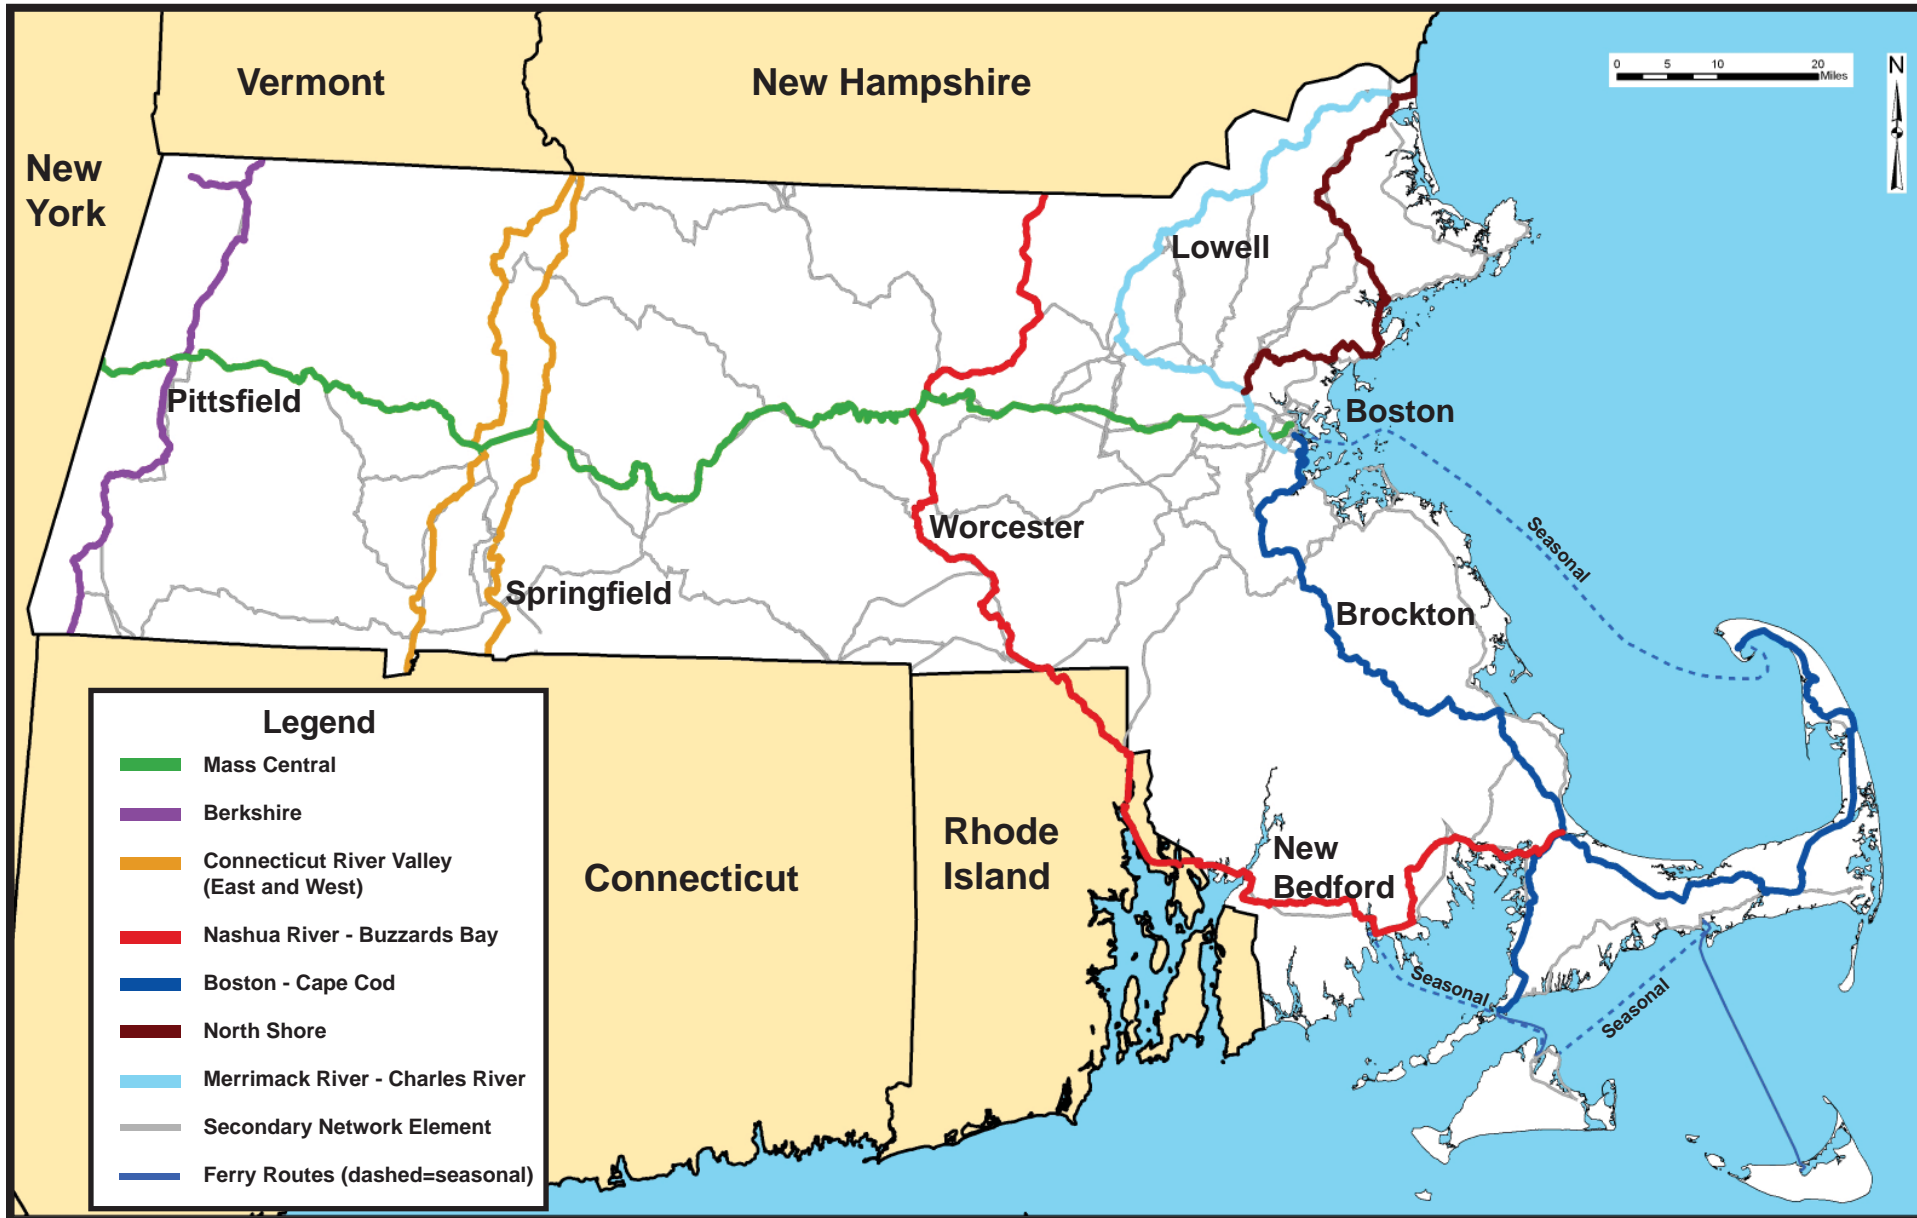 Vermont
New Hampshire
0 5 10 20
Miles
N
New
York
Lowell
Pittsfield
Boston
Seasonal
Worcester
Springfield
Brockton
Legend
Mass Central
Berkshire
Connecticut River Valley
(East and West)
Nashua River - Buzzards Bay
Boston - Cape Cod
North Shore
Merrimack River - Charles River
Secondary Network Element
Ferry Routes (dashed=seasonal)
Connecticut
Rhode
Island
New
Bedford
Seasonal
Seasonal